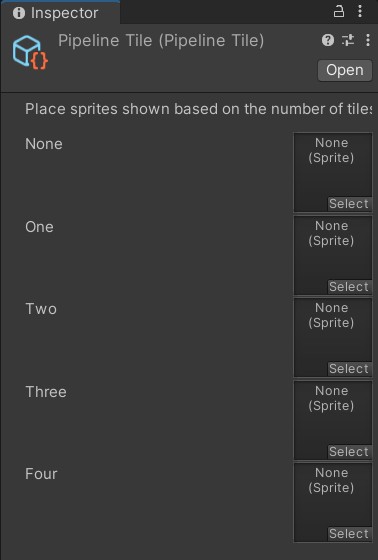 Inspector
Pipeline Tile (Pipeline Tile)
Open
Place sprites shown based on the number of tiles
None
None
(Sprite)
Select
One
None
(Sprite)
Select
Two
None
(Sprite)
Select
Three
None
(Sprite)
Select
Four
None
(Sprite)
Select